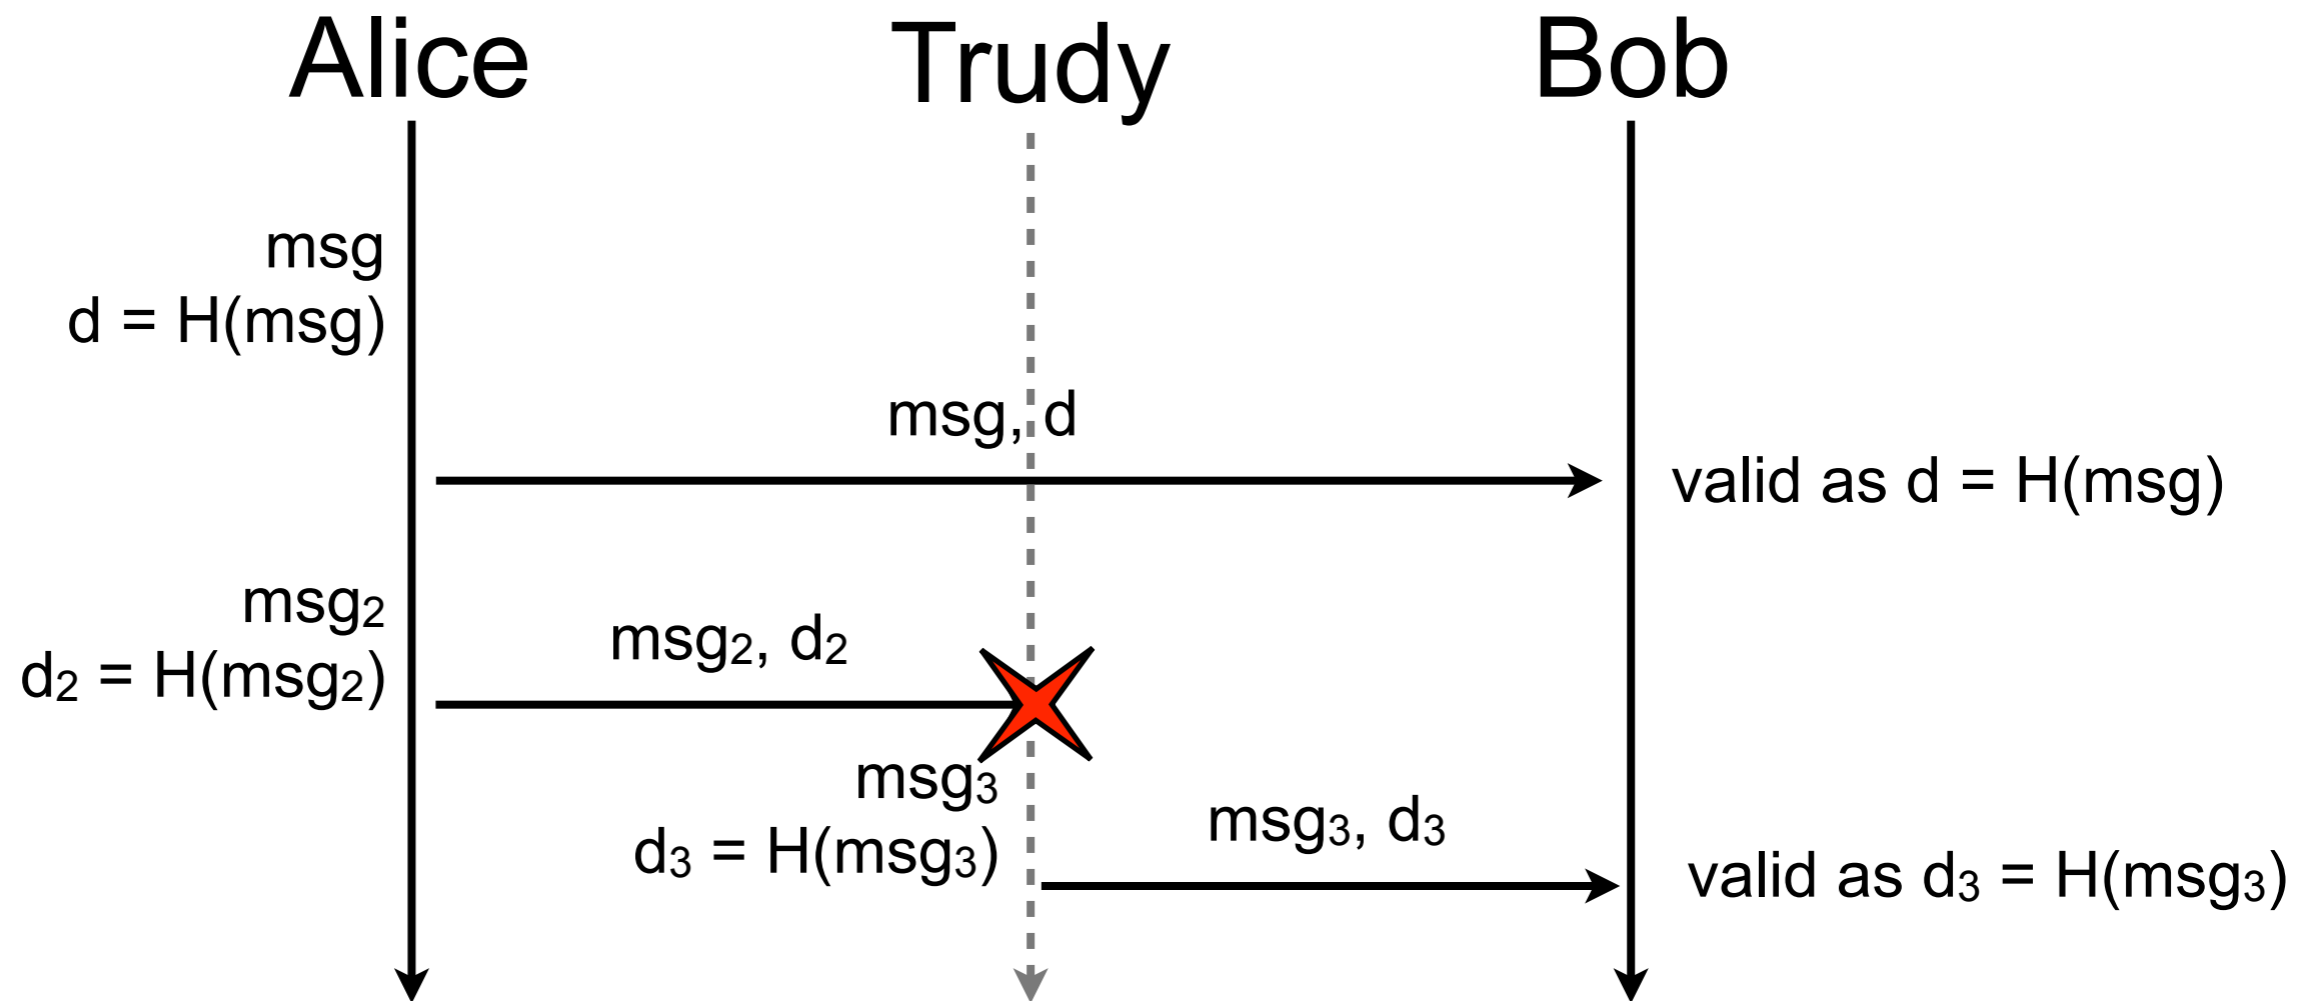 Alice
Trudy
Bob
msg
d = H(msg)
msg, d
valid as d = H(msg)
msg₂
d₂ = H(msg₂)
msg₂, d₂
msg₃
d₃ = H(msg₃)
msg₃, d₃
valid as d₃ = H(msg₃)